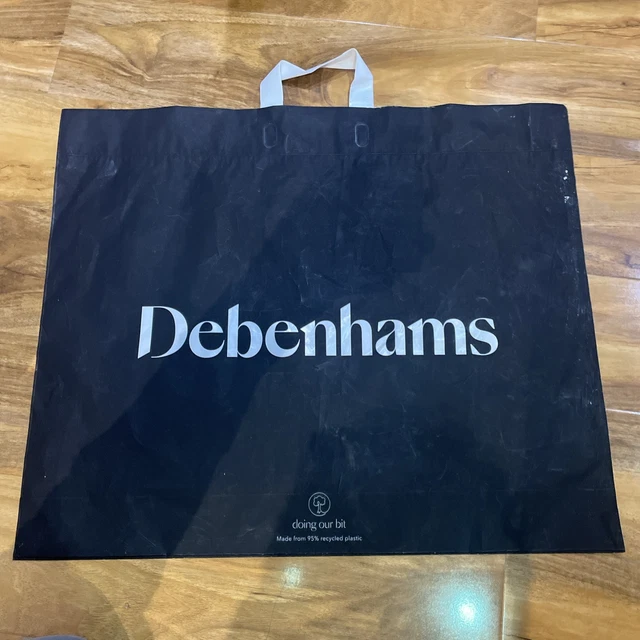 Debenhams
doing our bit
Made from 95% recycled plastic